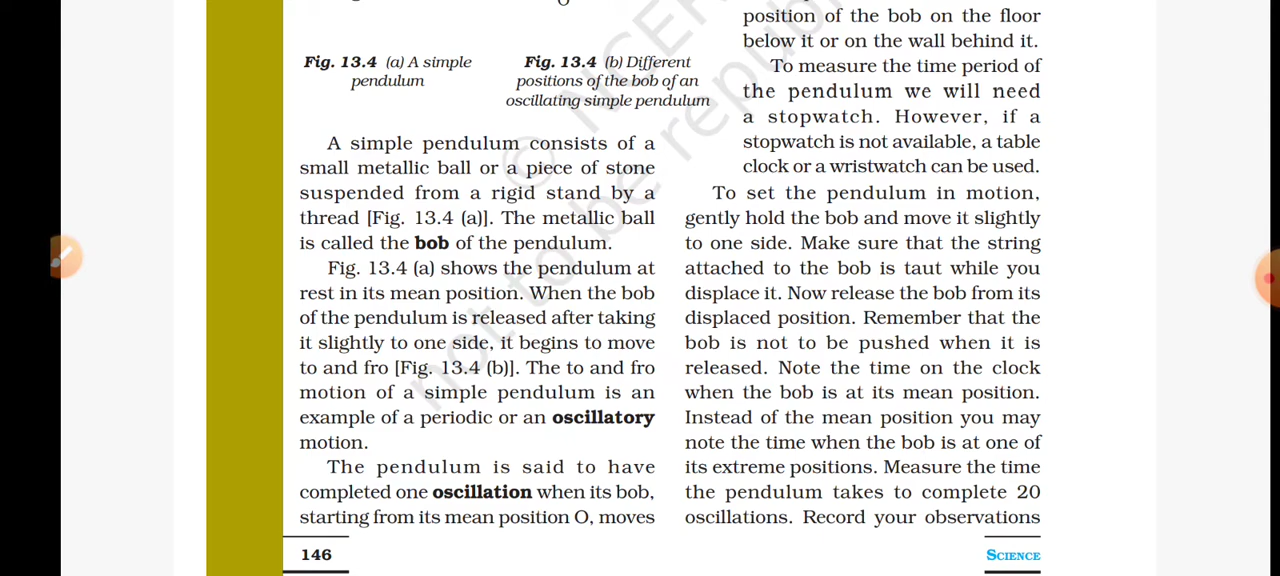 Fig. 13.4 (a) A simple
pendulum
Fig. 13.4 (b) Different
positions of the bob of an
oscillating simple pendulum
A simple pendulum consists of a
small metallic ball or a piece of stone
suspended from a rigid stand by a
thread [Fig. 13.4 (a)]. The metallic ball
is called the bob of the pendulum.
Fig. 13.4 (a) shows the pendulum at
rest in its mean position. When the bob
of the pendulum is released after taking
it slightly to one side, it begins to move
to and fro [Fig. 13.4 (b)]. The to and fro
motion of a simple pendulum is an
example of a periodic or an oscillatory
motion.
The pendulum is said to have
completed one oscillation when its bob,
starting from its mean position O, moves
position of the bob on the floor
below it or on the wall behind it.
To measure the time period of
the pendulum we will need
a stopwatch. However, if a
stopwatch is not available, a table
clock or a wristwatch can be used.
To set the pendulum in motion,
gently hold the bob and move it slightly
to one side. Make sure that the string
attached to the bob is taut while you
displace it. Now release the bob from its
displaced position. Remember that the
bob is not to be pushed when it is
released. Note the time on the clock
when the bob is at its mean position.
Instead of the mean position you may
note the time when the bob is at one of
its extreme positions. Measure the time
the pendulum takes to complete 20
oscillations. Record your observations
146
SCIENCE
© NCER
not to be republi